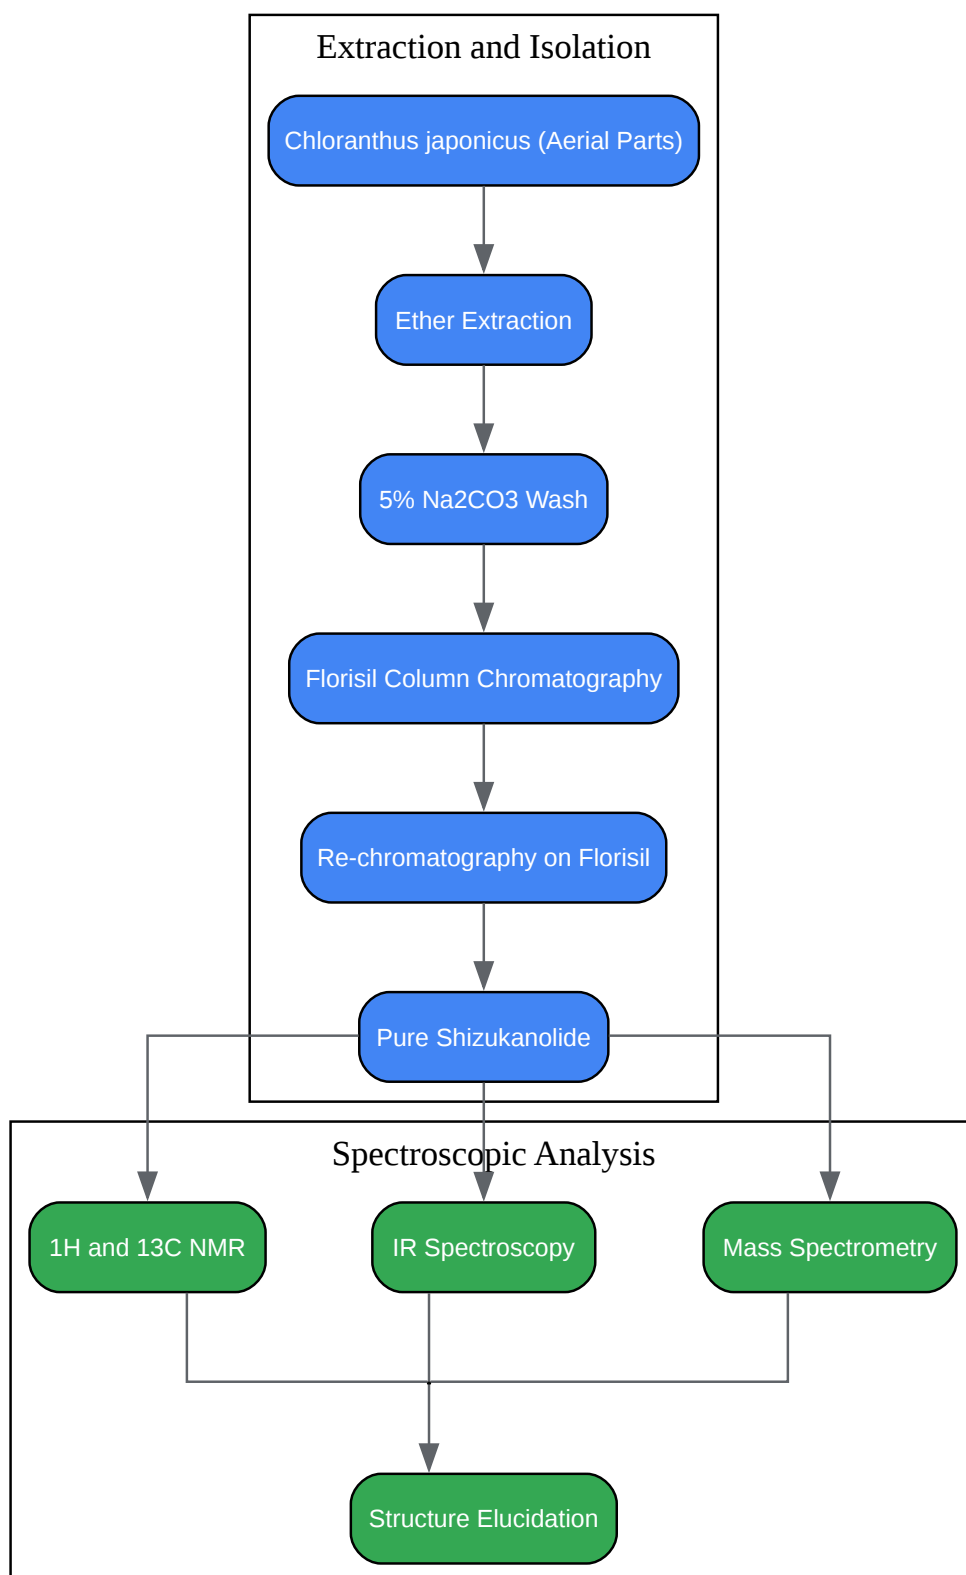 Extraction and Isolation
Chloranthus japonicus (Aerial Parts)
Ether Extraction
5% Na2CO3 Wash
Florisil Column Chromatography
Re-chromatography on Florisil
Pure Shizukanolide
Spectroscopic Analysis
1H and 13C NMR
IR Spectroscopy
Mass Spectrometry
Structure Elucidation